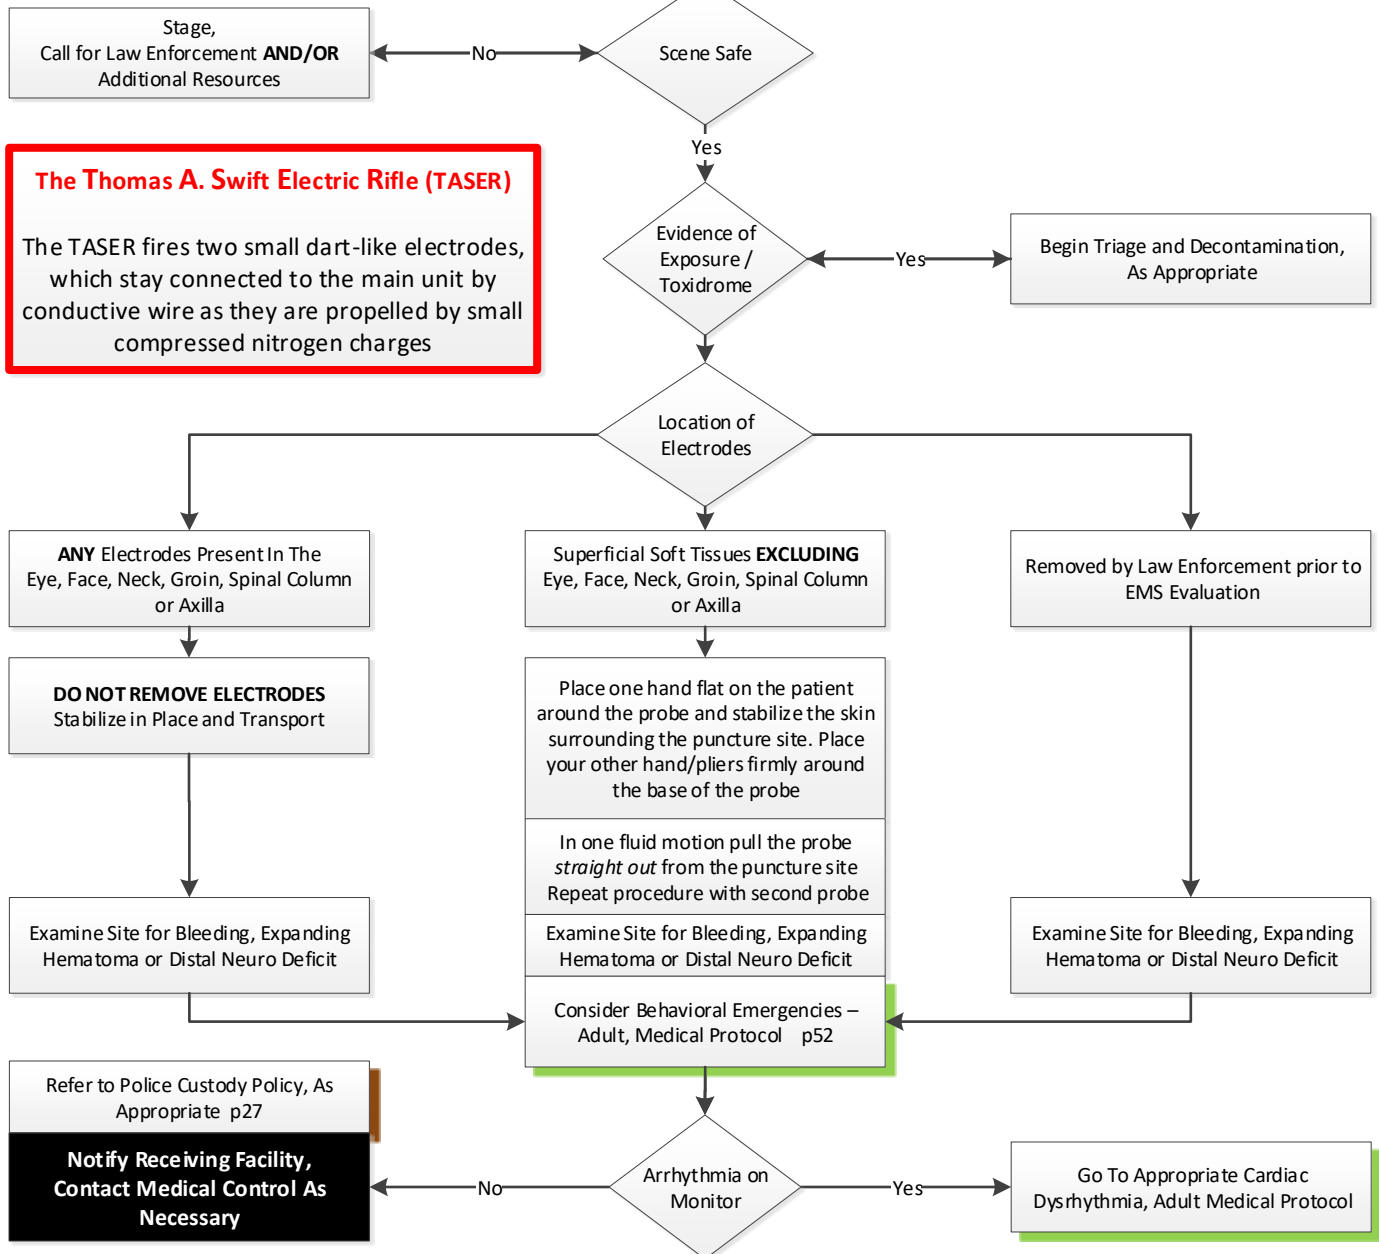 Stage,
Call for Law Enforcement AND/OR
Additional Resources
No
Scene Safe
Yes
The Thomas A. Swift Electric Rifle (TASER)
The TASER fires two small dart-like electrodes,
which stay connected to the main unit by
conductive wire as they are propelled by small
compressed nitrogen charges
Evidence of
Exposure /
Toxidrome
Yes
Begin Triage and Decontamination,
As Appropriate
Location of
Electrodes
ANY Electrodes Present In The
Eye, Face, Neck, Groin, Spinal Column
or Axilla
Superficial Soft Tissues EXCLUDING
Eye, Face, Neck, Groin, Spinal Column
or Axilla
Removed by Law Enforcement prior to
EMS Evaluation
DO NOT REMOVE ELECTRODES
Stabilize in Place and Transport
Place one hand flat on the patient
around the probe and stabilize the skin
surrounding the puncture site. Place
your other hand/pliers firmly around
the base of the probe
In one fluid motion pull the probe
straight out from the puncture site
Repeat procedure with second probe
Examine Site for Bleeding, Expanding
Hematoma or Distal Neuro Deficit
Examine Site for Bleeding, Expanding
Hematoma or Distal Neuro Deficit
Examine Site for Bleeding, Expanding
Hematoma or Distal Neuro Deficit
Consider Behavioral Emergencies –
Adult, Medical Protocol p52
Refer to Police Custody Policy, As
Appropriate p27
Notify Receiving Facility,
Contact Medical Control As
Necessary
No
Arrhythmia on
Monitor
Yes
Go To Appropriate Cardiac
Dysrhythmia, Adult Medical Protocol